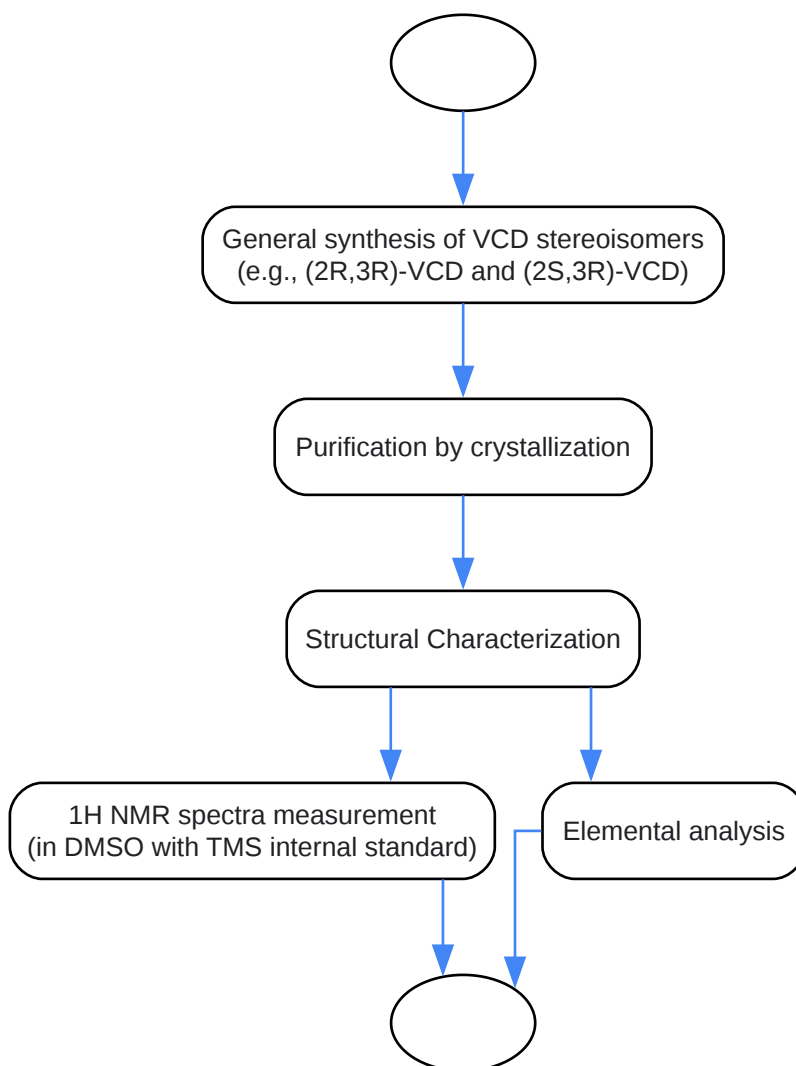 General synthesis of VCD stereoisomers
(e.g., (2R,3R)-VCD and (2S,3R)-VCD)
Purification by crystallization
Structural Characterization
1H NMR spectra measurement
(in DMSO with TMS internal standard)
Elemental analysis